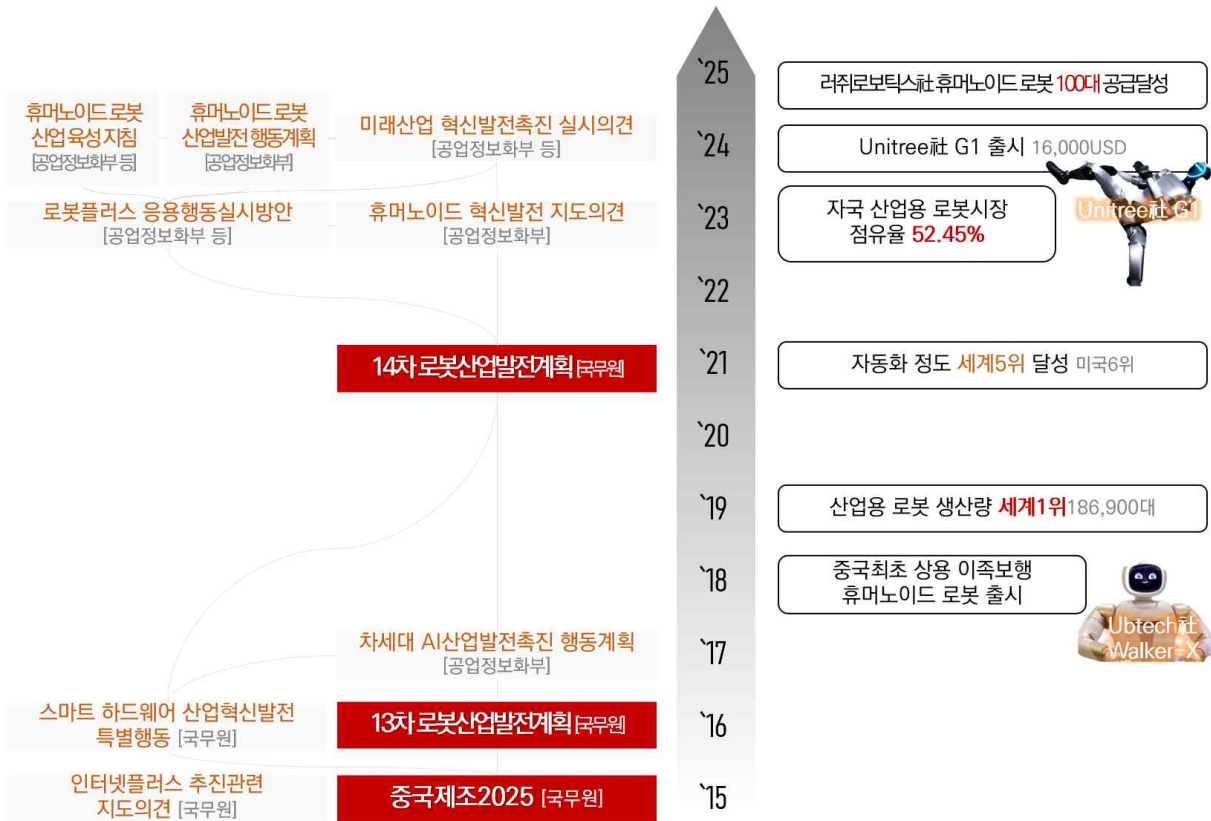 `25
러쥐로보틱스社 휴머노이드 로봇 100대 공급달성
휴머노이드 로봇
산업 육성 지침
[공업정보화부 등]
휴머노이드 로봇
산업발전 행동계획
[공업정보화부]
미래산업 혁신발전촉진 실시의견
[공업정보화부 등]
`24
Unitree社 G1 출시 16,000USD
로봇플러스 응용행동실시방안
[공업정보화부 등]
휴머노이드 혁신발전 지도의견
[공업정보화부]
`23
자국 산업용 로봇시장
점유율 52.45%
Unitree社 G1
`22
14차 로봇산업발전계획 [국무원]
`21
자동화 정도 세계5위 달성 미국6위
`20
`19
산업용 로봇 생산량 세계1위 186,900대
`18
중국최초 상용 이족보행
휴머노이드 로봇 출시
Ubtech社
Walker-X
차세대 AI산업발전촉진 행동계획
[공업정보화부]
`17
스마트 하드웨어 산업혁신발전
특별행동 [국무원]
13차 로봇산업발전계획 [국무원]
`16
인터넷플러스 추진관련
지도의견 [국무원]
중국제조2025 [국무원]
`15